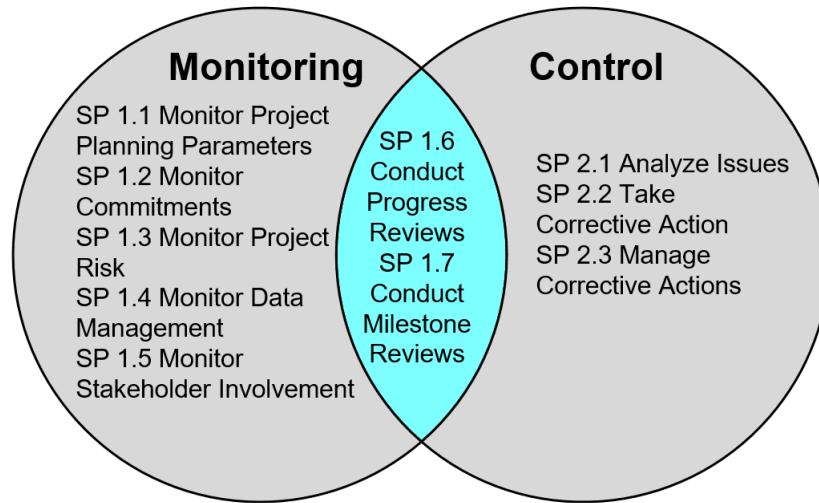 Monitoring
SP 1.1 Monitor Project
Planning Parameters
SP 1.2 Monitor
Commitments
SP 1.3 Monitor Project
Risk
SP 1.4 Monitor Data
Management
SP 1.5 Monitor
Stakeholder Involvement
SP 1.6
Conduct
Progress
Reviews
SP 1.7
Conduct
Milestone
Reviews
Control
SP 2.1 Analyze Issues
SP 2.2 Take
Corrective Action
SP 2.3 Manage
Corrective Actions